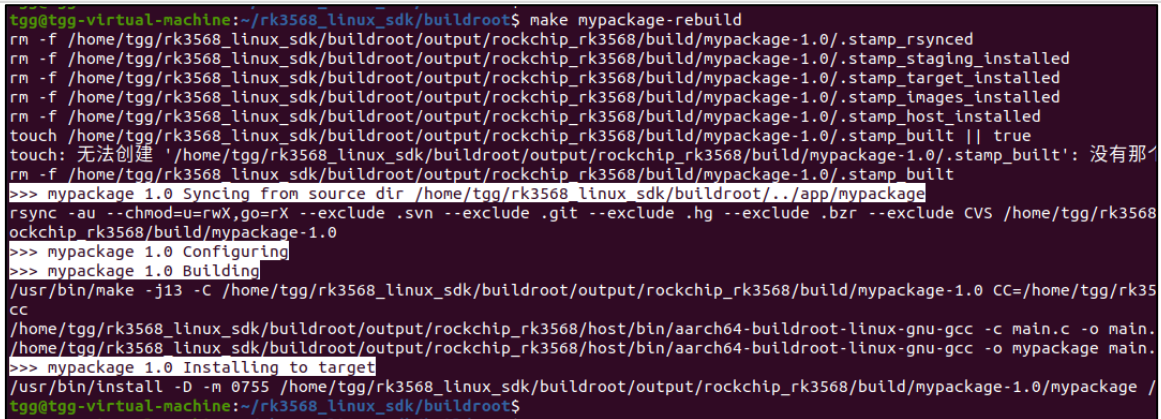 tgg@tgg-virtual-machine:~/rk3568_linux_sdk/buildroot$ make mypackage-rebuild
rm -f /home/tgg/rk3568_linux_sdk/buildroot/output/rockchip_rk3568/build/mypackage-1.0/.stamp_rsynced
rm -f /home/tgg/rk3568_linux_sdk/buildroot/output/rockchip_rk3568/build/mypackage-1.0/.stamp_staging_installed
rm -f /home/tgg/rk3568_linux_sdk/buildroot/output/rockchip_rk3568/build/mypackage-1.0/.stamp_target_installed
rm -f /home/tgg/rk3568_linux_sdk/buildroot/output/rockchip_rk3568/build/mypackage-1.0/.stamp_images_installed
rm -f /home/tgg/rk3568_linux_sdk/buildroot/output/rockchip_rk3568/build/mypackage-1.0/.stamp_host_installed
touch /home/tgg/rk3568_linux_sdk/buildroot/output/rockchip_rk3568/build/mypackage-1.0/.stamp_built || true
touch: 无法创建 '/home/tgg/rk3568_linux_sdk/buildroot/output/rockchip_rk3568/build/mypackage-1.0/.stamp_built': 没有那
rm -f /home/tgg/rk3568_linux_sdk/buildroot/output/rockchip_rk3568/build/mypackage-1.0/.stamp_built
>>> mypackage 1.0 Syncing from source dir /home/tgg/rk3568_linux_sdk/buildroot/../app/mypackage
rsync -au --chmod=u=rwX,go=rX --exclude .svn --exclude .git --exclude .hg --exclude .bzr --exclude CVS /home/tgg/rk3568
ockchip_rk3568/build/mypackage-1.0
>>> mypackage 1.0 Configuring
>>> mypackage 1.0 Building
/usr/bin/make -j13 -C /home/tgg/rk3568_linux_sdk/buildroot/output/rockchip_rk3568/build/mypackage-1.0 CC=/home/tgg/rk35
cc
/home/tgg/rk3568_linux_sdk/buildroot/output/rockchip_rk3568/host/bin/aarch64-buildroot-linux-gnu-gcc -c main.c -o main.
/home/tgg/rk3568_linux_sdk/buildroot/output/rockchip_rk3568/host/bin/aarch64-buildroot-linux-gnu-gcc -o mypackage main.
>>> mypackage 1.0 Installing to target
/usr/bin/install -D -m 0755 /home/tgg/rk3568_linux_sdk/buildroot/output/rockchip_rk3568/build/mypackage-1.0/mypackage /
tgg@tgg-virtual-machine:~/rk3568_linux_sdk/buildroot$